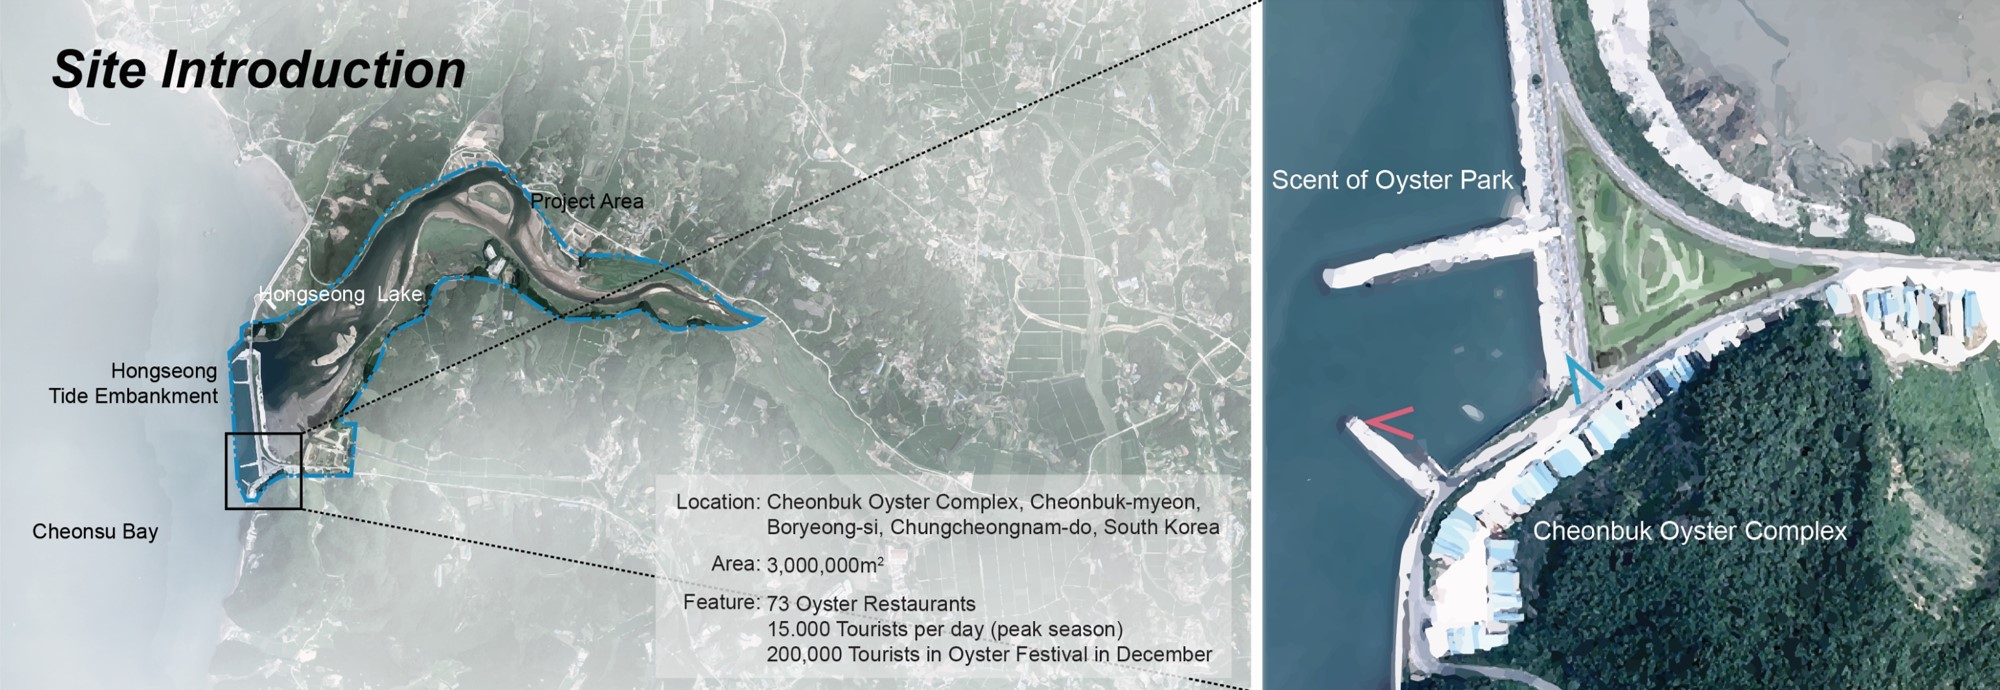 Site Introduction
Project Area
Hongseong Lake
Hongseong
Tide Embankment
Cheonsu Bay
Location: Cheonbuk Oyster Complex, Cheonbuk-myeon,
Boryeong-si, Chungcheongnam-do, South Korea
Area: 3,000,000m²
Feature: 73 Oyster Restaurants
15.000 Tourists per day (peak season)
200,000 Tourists in Oyster Festival in December
Scent of Oyster Park
Cheonbuk Oyster Complex